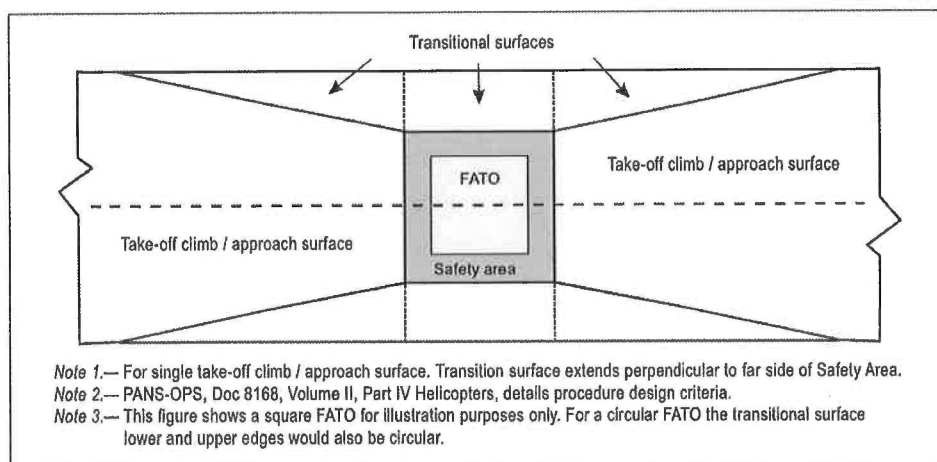 Transitional surfaces
FATO
Take-off climb / approach surface
Take-off climb / approach surface
Safety area
Note 1.— For single take-off climb / approach surface. Transition surface extends perpendicular to far side of Safety Area.
Note 2.— PANS-OPS, Doc 8168, Volume II, Part IV Helicopters, details procedure design criteria.
Note 3.— This figure shows a square FATO for illustration purposes only. For a circular FATO the transitional surface
lower and upper edges would also be circular.